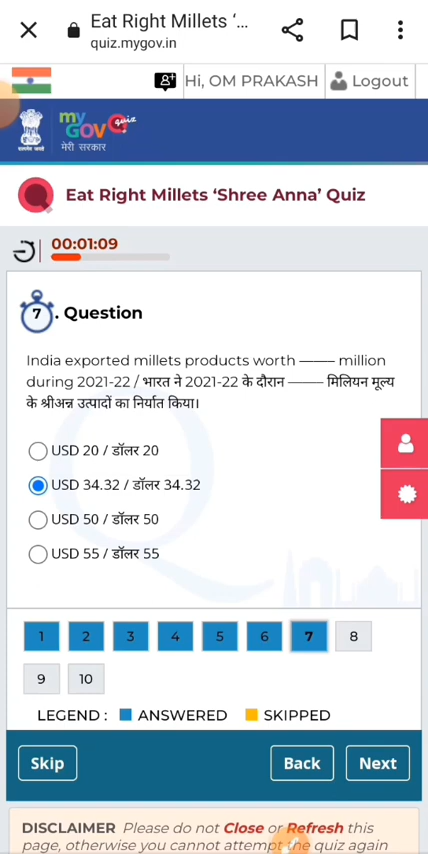 Eat Right Millets ‘...
quiz.mygov.in
Hi, OM PRAKASH
Logout
my
GOV quiz
मेरी सरकार
Eat Right Millets ‘Shree Anna’ Quiz
00:01:09
7 . Question
India exported millets products worth ——— million
during 2021-22 / भारत ने 2021-22 के दौरान ——— मिलियन मूल्य
के श्रीअन्न उत्पादों का निर्यात किया।
USD 20 / डॉलर 20
USD 34.32 / डॉलर 34.32
USD 50 / डॉलर 50
USD 55 / डॉलर 55
1 2 3 4 5 6 7 8
9 10
LEGEND : ANSWERED SKIPPED
Skip Back Next
DISCLAIMER Please do not Close or Refresh this
page, otherwise you cannot attempt the quiz again